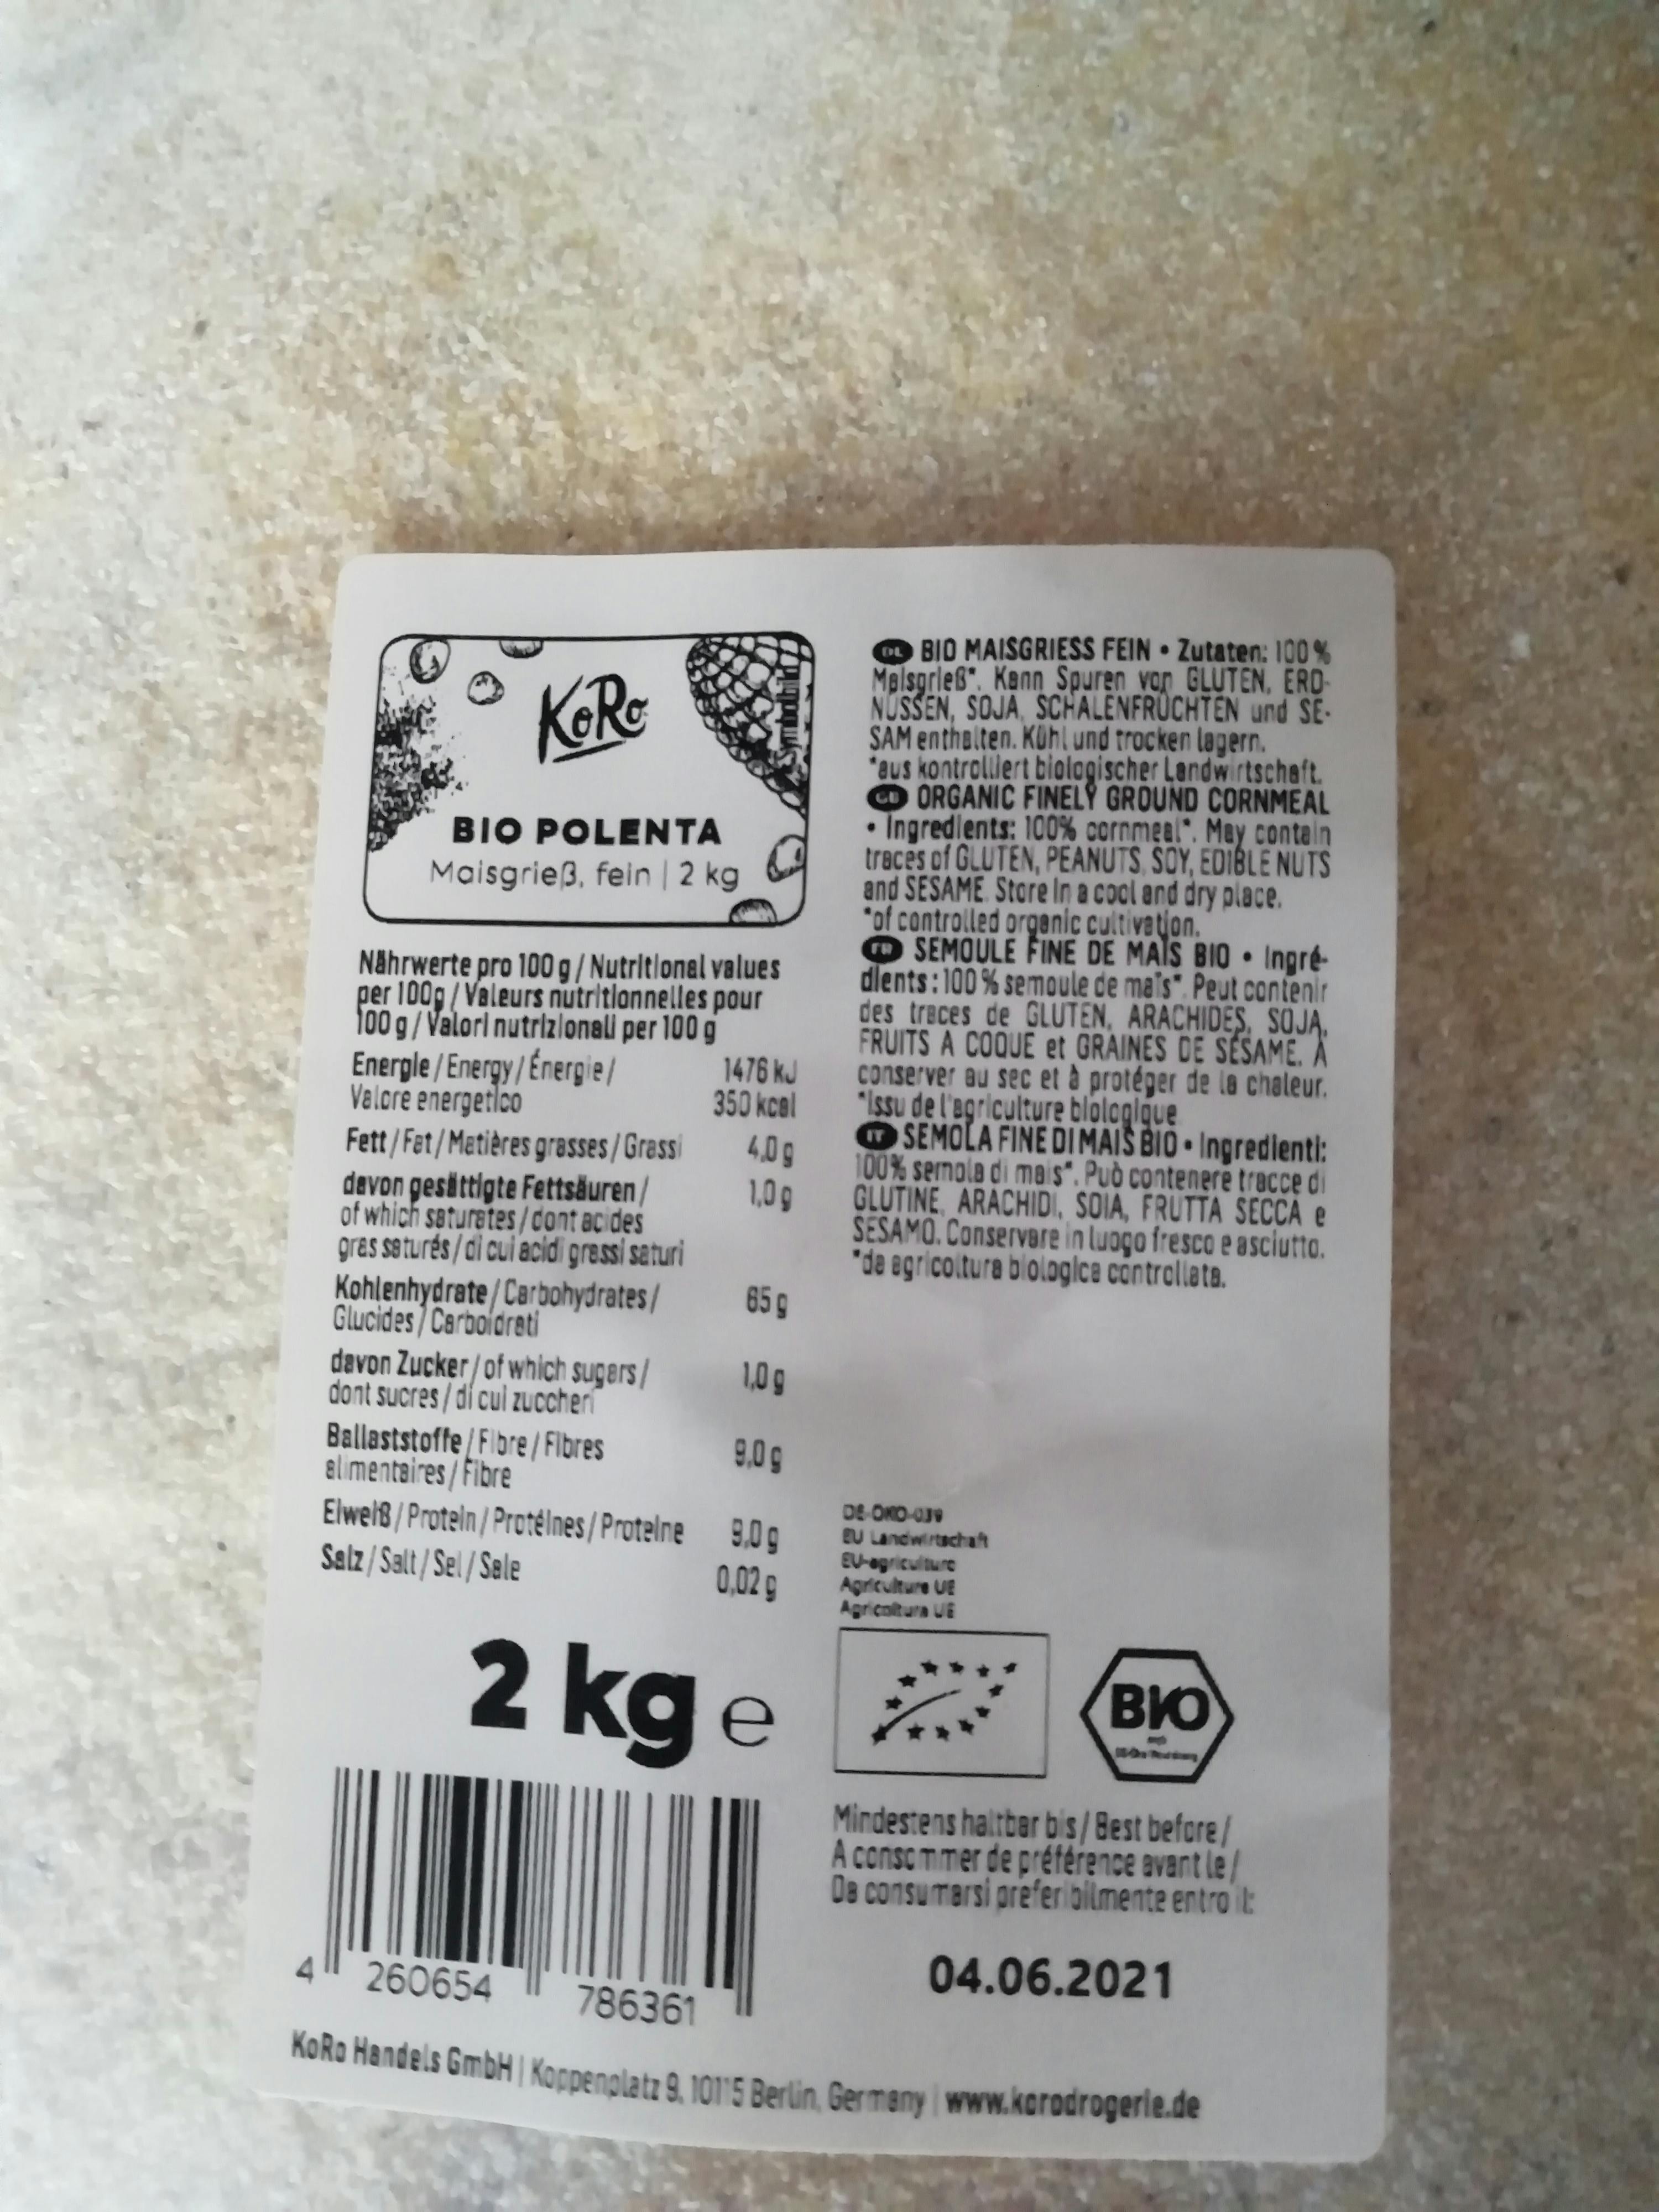 KoRo
Symbolbild
BIO POLENTA
Maisgrieß, fein | 2 kg
Nährwerte pro 100 g / Nutritional values
per 100g / Valeurs nutritionnelles pour
100 g / Valori nutrizionali per 100 g
Energie / Energy / Énergie / 1476 kJ
Valore energetico 350 kcal
Fett / Fat / Matières grasses / Grassi 4,0 g
davon gesättigte Fettsäuren / 1,0 g
of which saturates / dont acides
gras saturés / di cui acidi grassi saturi
Kohlenhydrate / Carbohydrates / 65 g
Glucides / Carboidrati
davon Zucker / of which sugars / 1,0 g
dont sucres / di cui zuccheri
Ballaststoffe / Fibre / Fibres 9,0 g
alimentaires / Fibre
Eiweiß / Protein / Protéines / Proteine 9,0 g
Salz / Salt / Sel / Sale 0,02 g
2 kg e
4 260654 786361
DE BIO MAISGRIESS FEIN • Zutaten: 100 %
Maisgrieß*. Kann Spuren von GLUTEN, ERD-
NÜSSEN, SOJA, SCHALENFRÜCHTEN und SE-
SAM enthalten. Kühl und trocken lagern.
*aus kontrolliert biologischer Landwirtschaft.
GB ORGANIC FINELY GROUND CORNMEAL
• Ingredients: 100% cornmeal*. May contain
traces of GLUTEN, PEANUTS, SOY, EDIBLE NUTS
and SESAME. Store in a cool and dry place.
*of controlled organic cultivation.
FR SEMOULE FINE DE MAÏS BIO • Ingré-
dients : 100 % semoule de maïs*. Peut contenir
des traces de GLUTEN, ARACHIDES, SOJA,
FRUITS À COQUE et GRAINES DE SÉSAME. À
conserver au sec et à protéger de la chaleur.
*Issu de l'agriculture biologique
IT SEMOLA FINE DI MAIS BIO • Ingredienti:
100% semola di mais*. Può contenere tracce di
GLUTINE, ARACHIDI, SOIA, FRUTTA SECCA e
SESAMO. Conservare in luogo fresco e asciutto.
*da agricoltura biologica controllata.
DE-ÖKO-039
EU Landwirtschaft
EU-agriculture
Agriculture UE
Agricoltura UE
BIO
Mindestens haltbar bis / Best before /
A consommer de préférence avant le /
Da consumarsi preferibilmente entro il:
04.06.2021
KoRo Handels GmbH | Koppenplatz 9, 10115 Berlin, Germany | www.korodrogerie.de